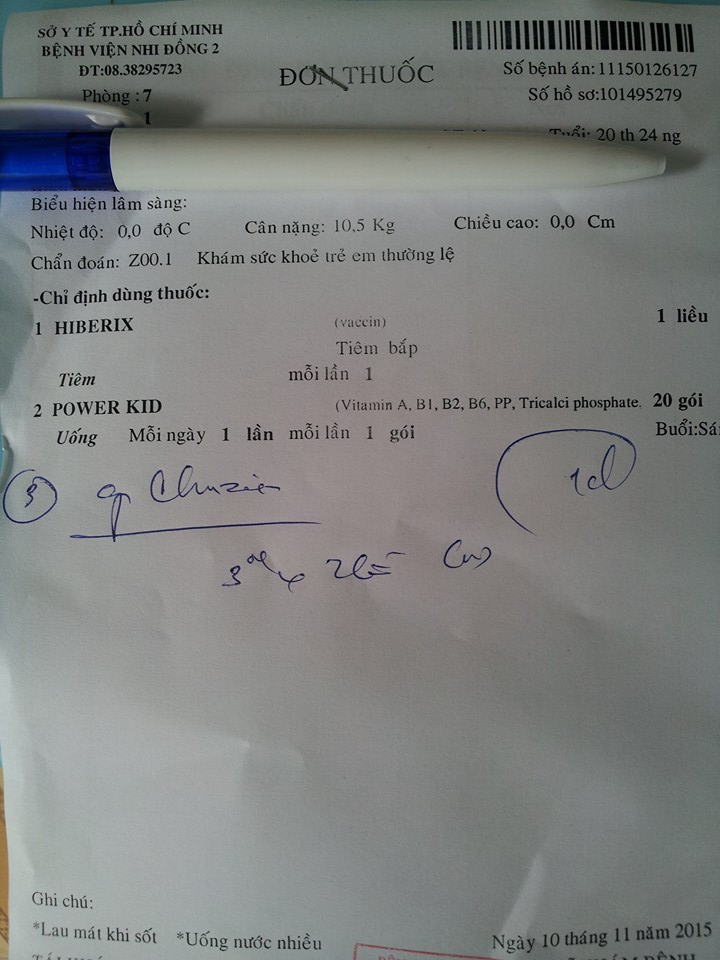 SỞ Y TẾ TP.HỒ CHÍ MINH
BỆNH VIỆN NHI ĐỒNG 2
ĐT:08.38295723
Phòng : 7
1
ĐƠN THUỐC
Số bệnh án: 11150126127
Số hồ sơ:101495279
Tuổi: 20 th 24 ng
Biểu hiện lâm sàng:
Nhiệt độ: 0,0 độ C Cân nặng: 10,5 Kg Chiều cao: 0,0 Cm
Chẩn đoán: Z00.1 Khám sức khoẻ trẻ em thường lệ
-Chỉ định dùng thuốc:
1 HIBERIX (vaccin) 1 liều
Tiêm bắp
Tiêm mỗi lần 1
2 POWER KID (Vitamin A, B1, B2, B6, PP, Tricalci phosphate. 20 gói
Uống Mỗi ngày 1 lần mỗi lần 1 gói Buổi:Sá
3
Ghi chú:
*Lau mát khi sốt *Uống nước nhiều
Ngày 10 tháng 11 năm 2015